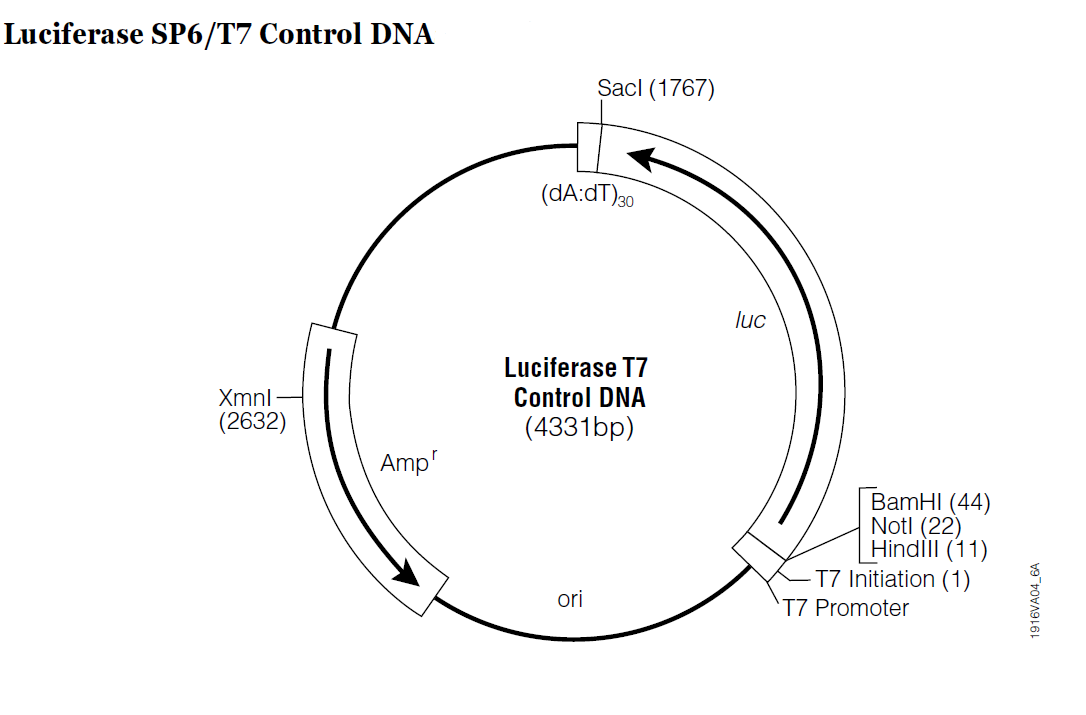 Luciferase SP6/T7 Control DNA
SacI (1767)
(dA:dT)30
luc
Luciferase T7
Control DNA
(4331bp)
XmnI
(2632)
Ampr
BamHI (44)
NotI (22)
HindIII (11)
T7 Initiation (1)
T7 Promoter
ori
1916VA04_6A